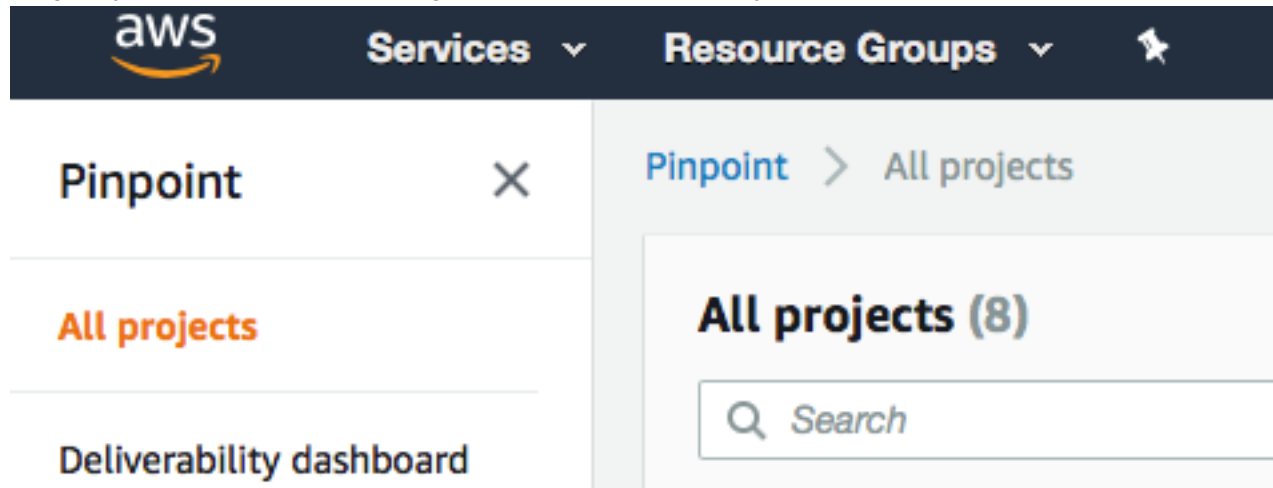 aws Services Resource Groups
Pinpoint
Pinpoint > All projects
All projects
All projects (8)
Search
Deliverability dashboard